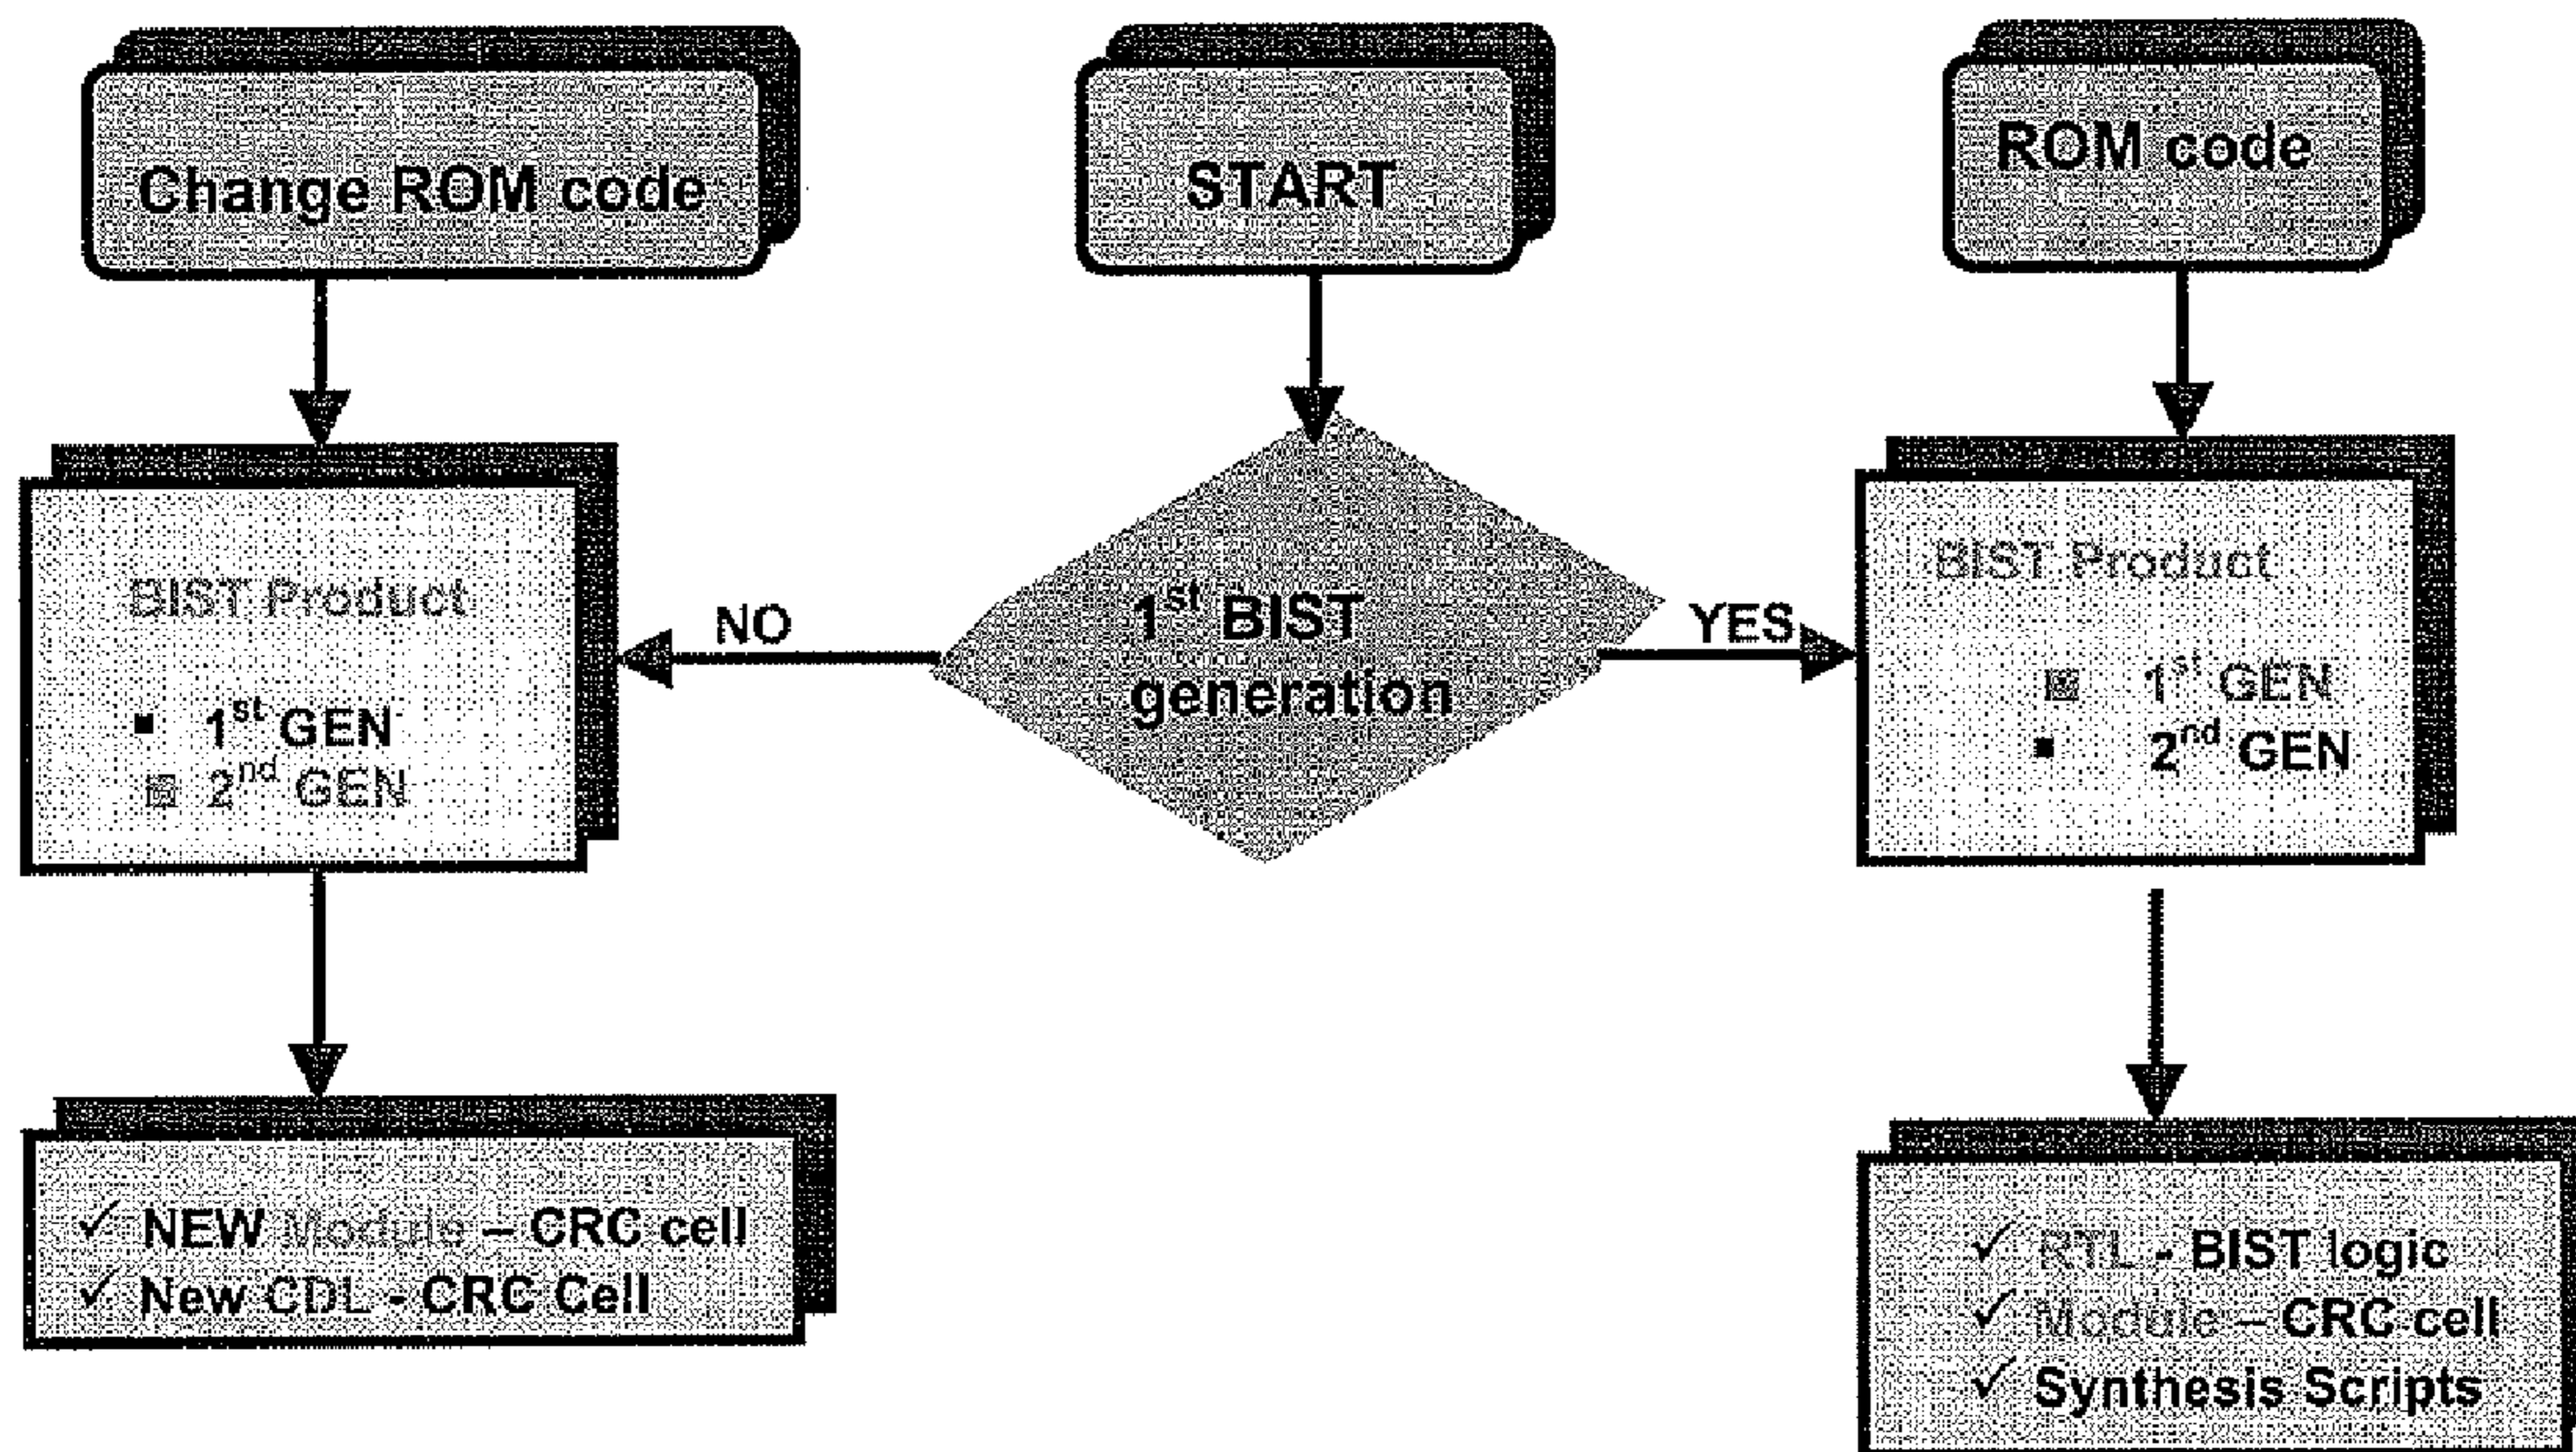 Change ROM code
START
ROM code
BIST Product
▪ 1st GEN
2nd GEN
NO
1st BIST
generation
YES
BIST Product
1st GEN
▪ 2nd GEN
✓ NEW Module – CRC cell
✓ New CDL - CRC Cell
✓ RTL - BIST logic
✓ Module – CRC cell
✓ Synthesis Scripts